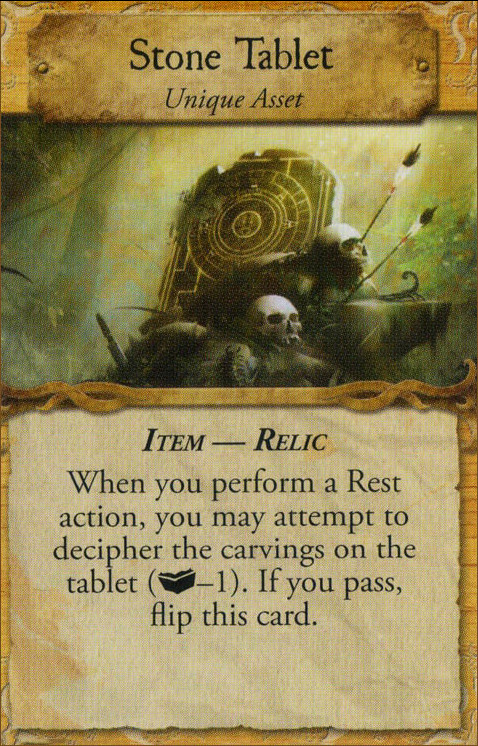 Stone Tablet
Unique Asset
Item — Relic
When you perform a Rest
action, you may attempt to
decipher the carvings on the
tablet (–1). If you pass,
flip this card.